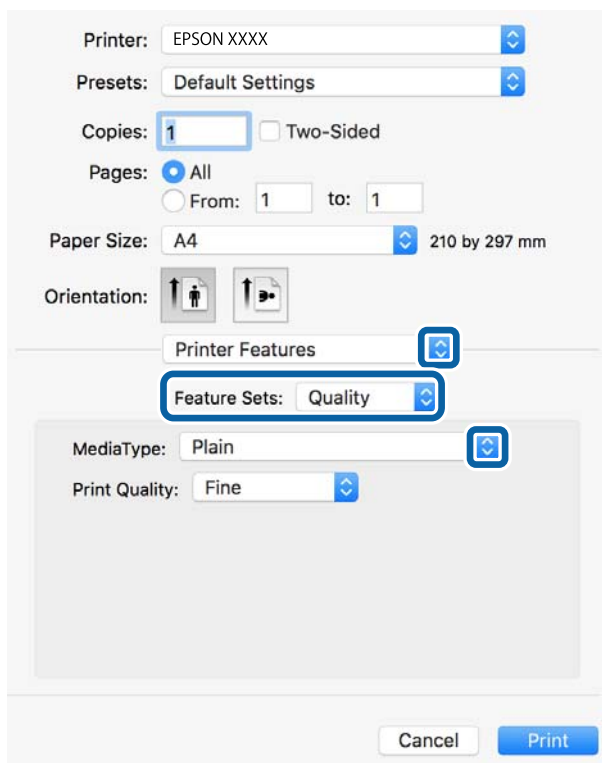 Printer: EPSON XXXX
Presets: Default Settings
Copies: 1 Two-Sided
Pages: All
From: 1 to: 1
Paper Size: A4 210 by 297 mm
Orientation:
Printer Features
Feature Sets: Quality
MediaType: Plain
Print Quality: Fine
Cancel Print